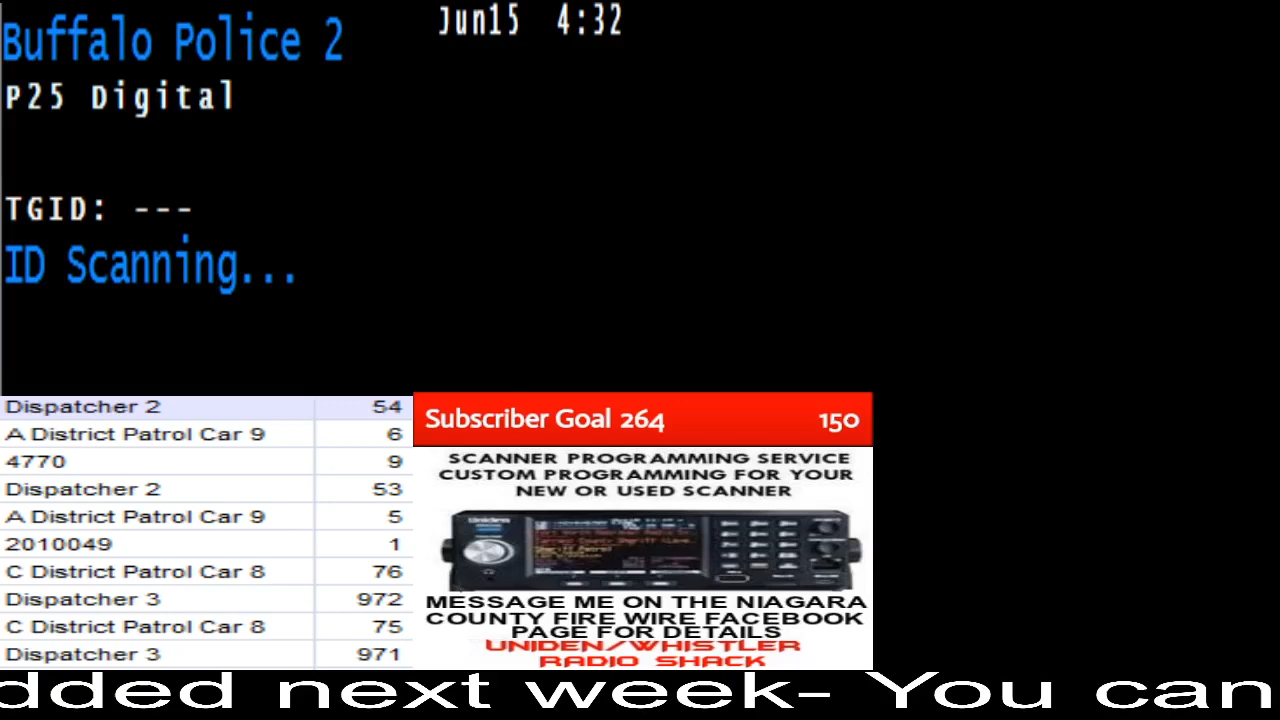 Buffalo Police 2
Jun15 4:32
P25 Digital
TGID: ---
ID Scanning...
Dispatcher 2 54
A District Patrol Car 9 6
4770 9
Dispatcher 2 53
A District Patrol Car 9 5
2010049 1
C District Patrol Car 8 76
Dispatcher 3 972
C District Patrol Car 8 75
Dispatcher 3 971
Subscriber Goal 264 150
SCANNER PROGRAMMING SERVICE
CUSTOM PROGRAMMING FOR YOUR
NEW OR USED SCANNER
Uniden
MESSAGE ME ON THE NIAGARA
COUNTY FIRE WIRE FACEBOOK
PAGE FOR DETAILS
UNIDEN/WHISTLER
RADIO SHACK
dded next week- You can